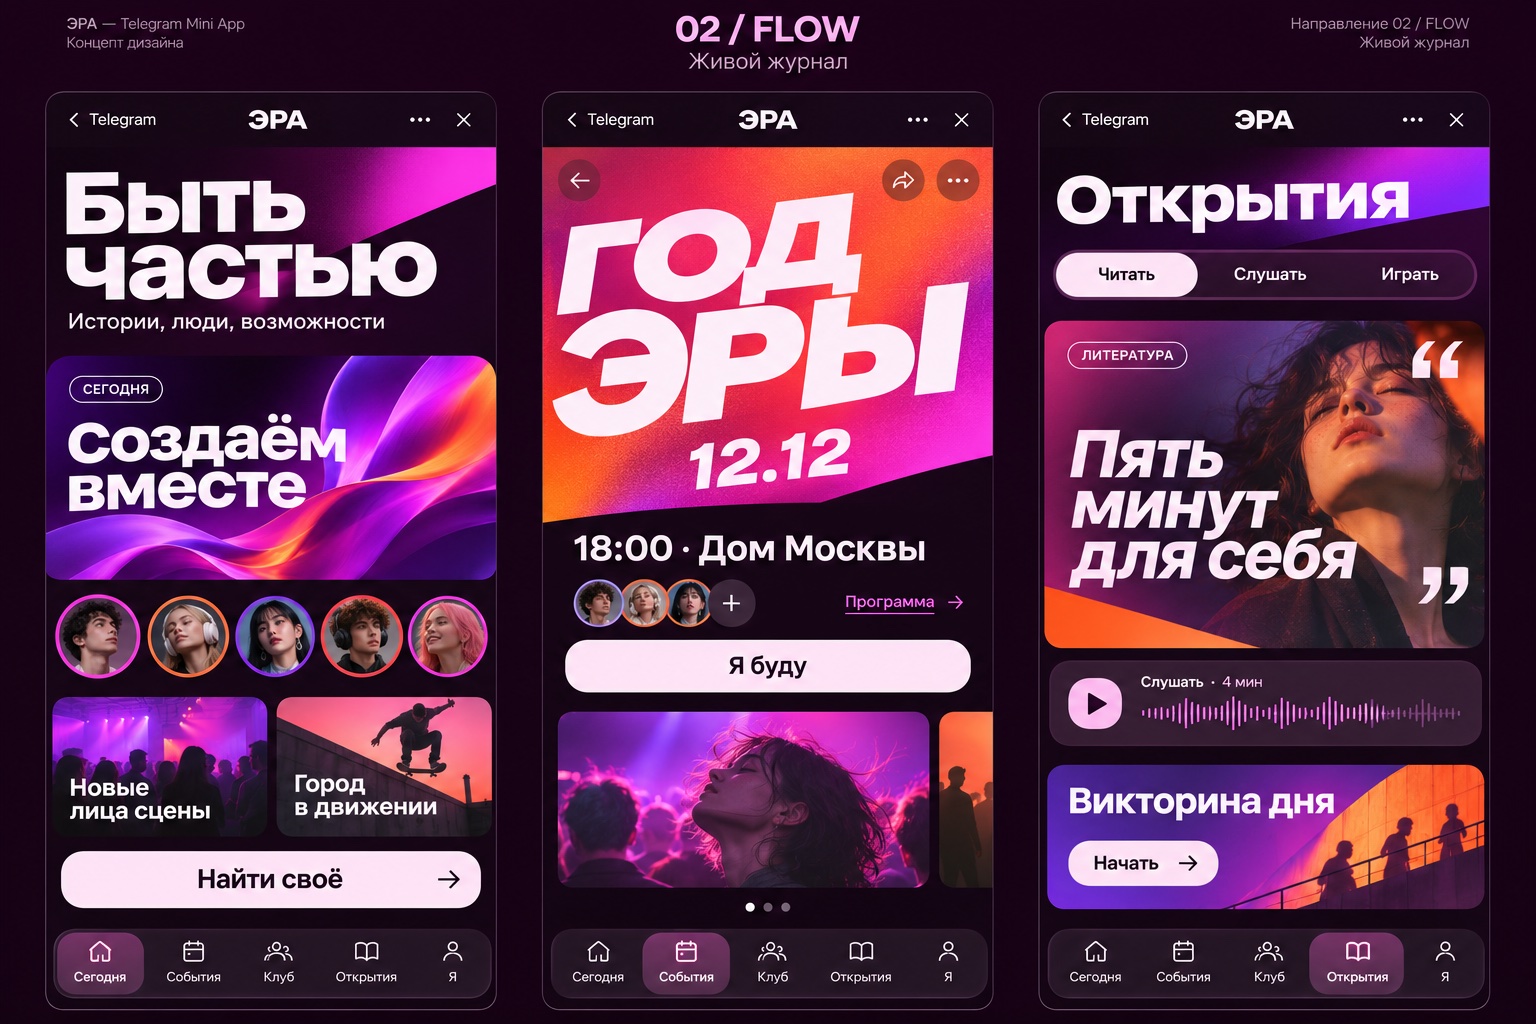 ЭРА — Telegram Mini App
Концепт дизайна
02 / FLOW
Живой журнал
Направление 02 / FLOW
Живой журнал
Telegram
ЭРА
Быть
частью
Истории, люди, возможности
СЕГОДНЯ
Создаём
вместе
Новые
лица сцены
Город
в движении
Найти своё
Сегодня
События
Клуб
Открытия
Я
Telegram
ЭРА
ГОД
ЭРЫ
12.12
18:00 · Дом Москвы
Программа
Я буду
Сегодня
События
Клуб
Открытия
Я
Telegram
ЭРА
Открытия
Читать
Слушать
Играть
ЛИТЕРАТУРА
“
Пять
минут
для себя
”
Слушать · 4 мин
Викторина дня
Начать
Сегодня
События
Клуб
Открытия
Я